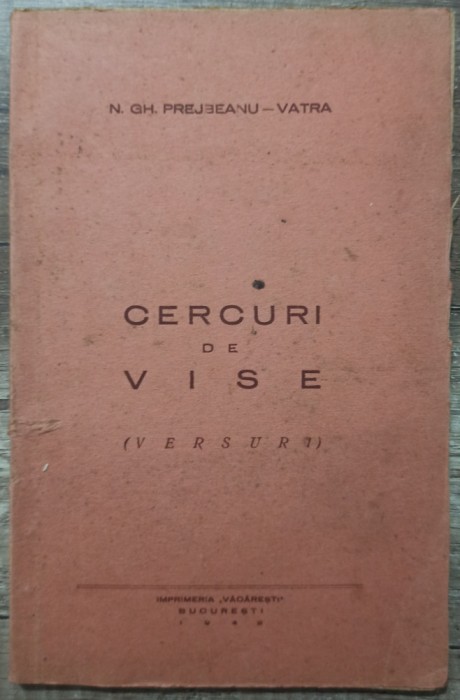 N. GH. PREJBEANU—VATRA
CERCURI
DE
VISE
(VERSURI)
IMPRIMERIA „VĂCĂREȘTI"
BUCUREȘTI